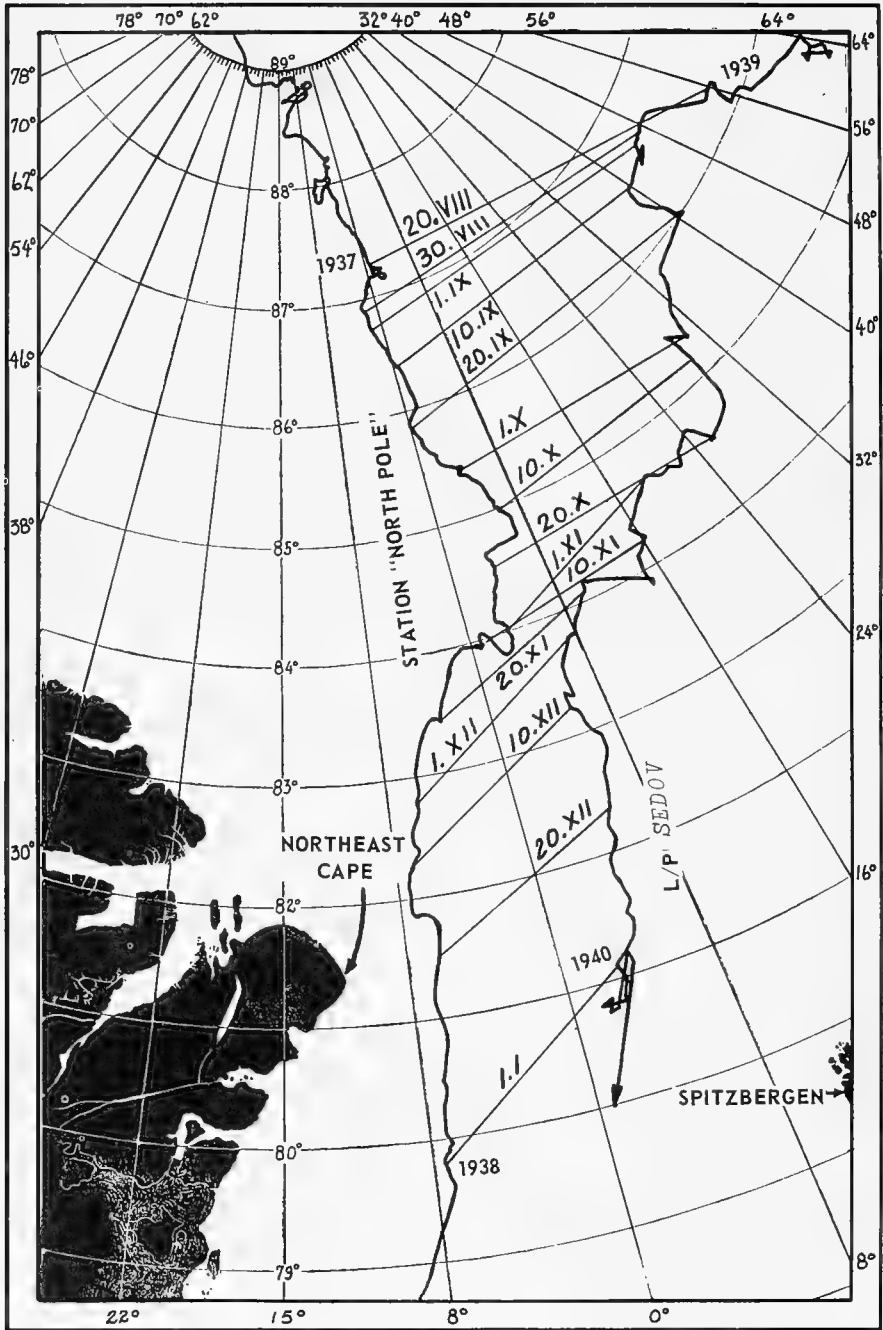 78° 70° 62° 32° 40° 48° 56° 64°
64°
1939
78°
89°
70°
56°
62°
88°
48°
54°
20.VIII
30.VIII
1937
1.IX
87°
10.IX
20.IX
40°
46°
86°
STATION "NORTH POLE"
1.X
10.X
32°
38°
85°
20.X
1.XI
10.XI
24°
84°
20.XI
1.XII
10.XII
83°
L/P SEDOV
20.XII
30°
NORTHEAST
CAPE
16°
82°
1940
1.I
SPITZBERGEN
80°
1938
79°
8°
22° 15° 8° 0°